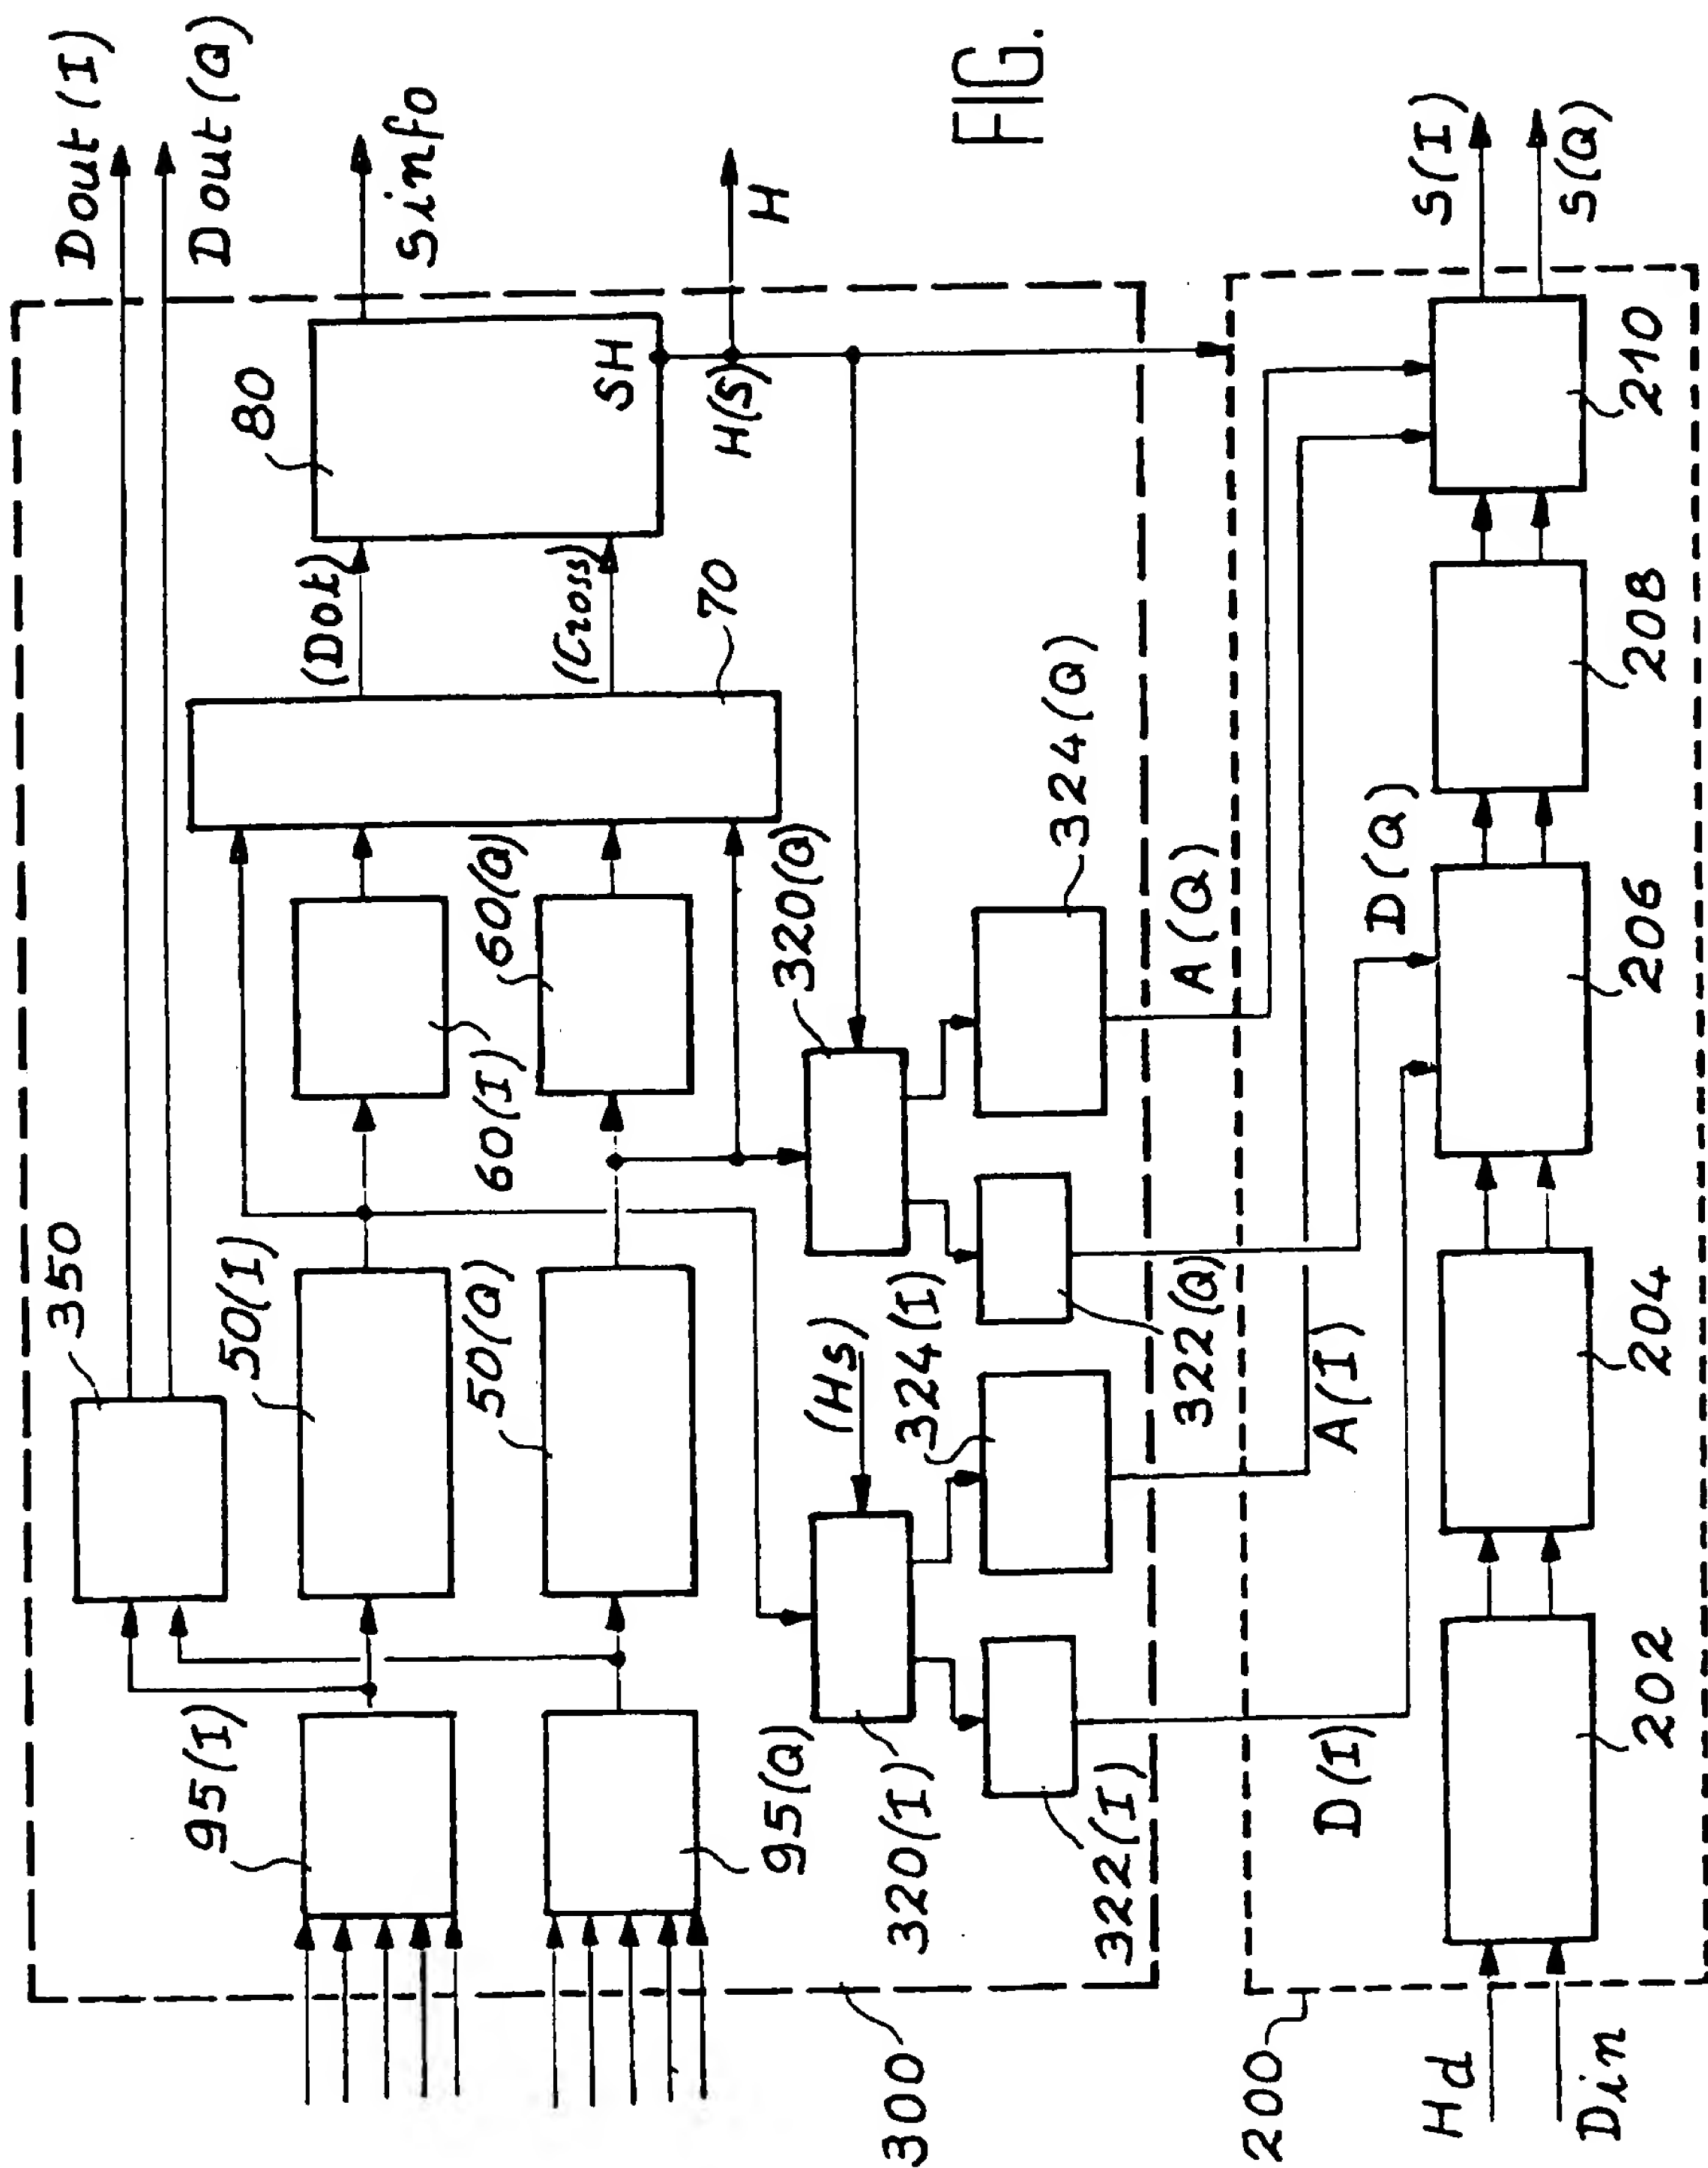 Dout (I)
Dout (Q)
350
95(I)
50(I)
80
Sinfo
(Dot)
60(I)
SH
50(Q)
60(Q)
(Cross)
70
H(S)
H
95(Q)
320(Q)
(Hs)
320(I)
324(I)
324(Q)
FIG.
322(I)
322(Q)
300
A(Q)
A(I)
D(I)
D(Q)
200
Hd
S(I)
Din
S(Q)
202
204
206
208
210